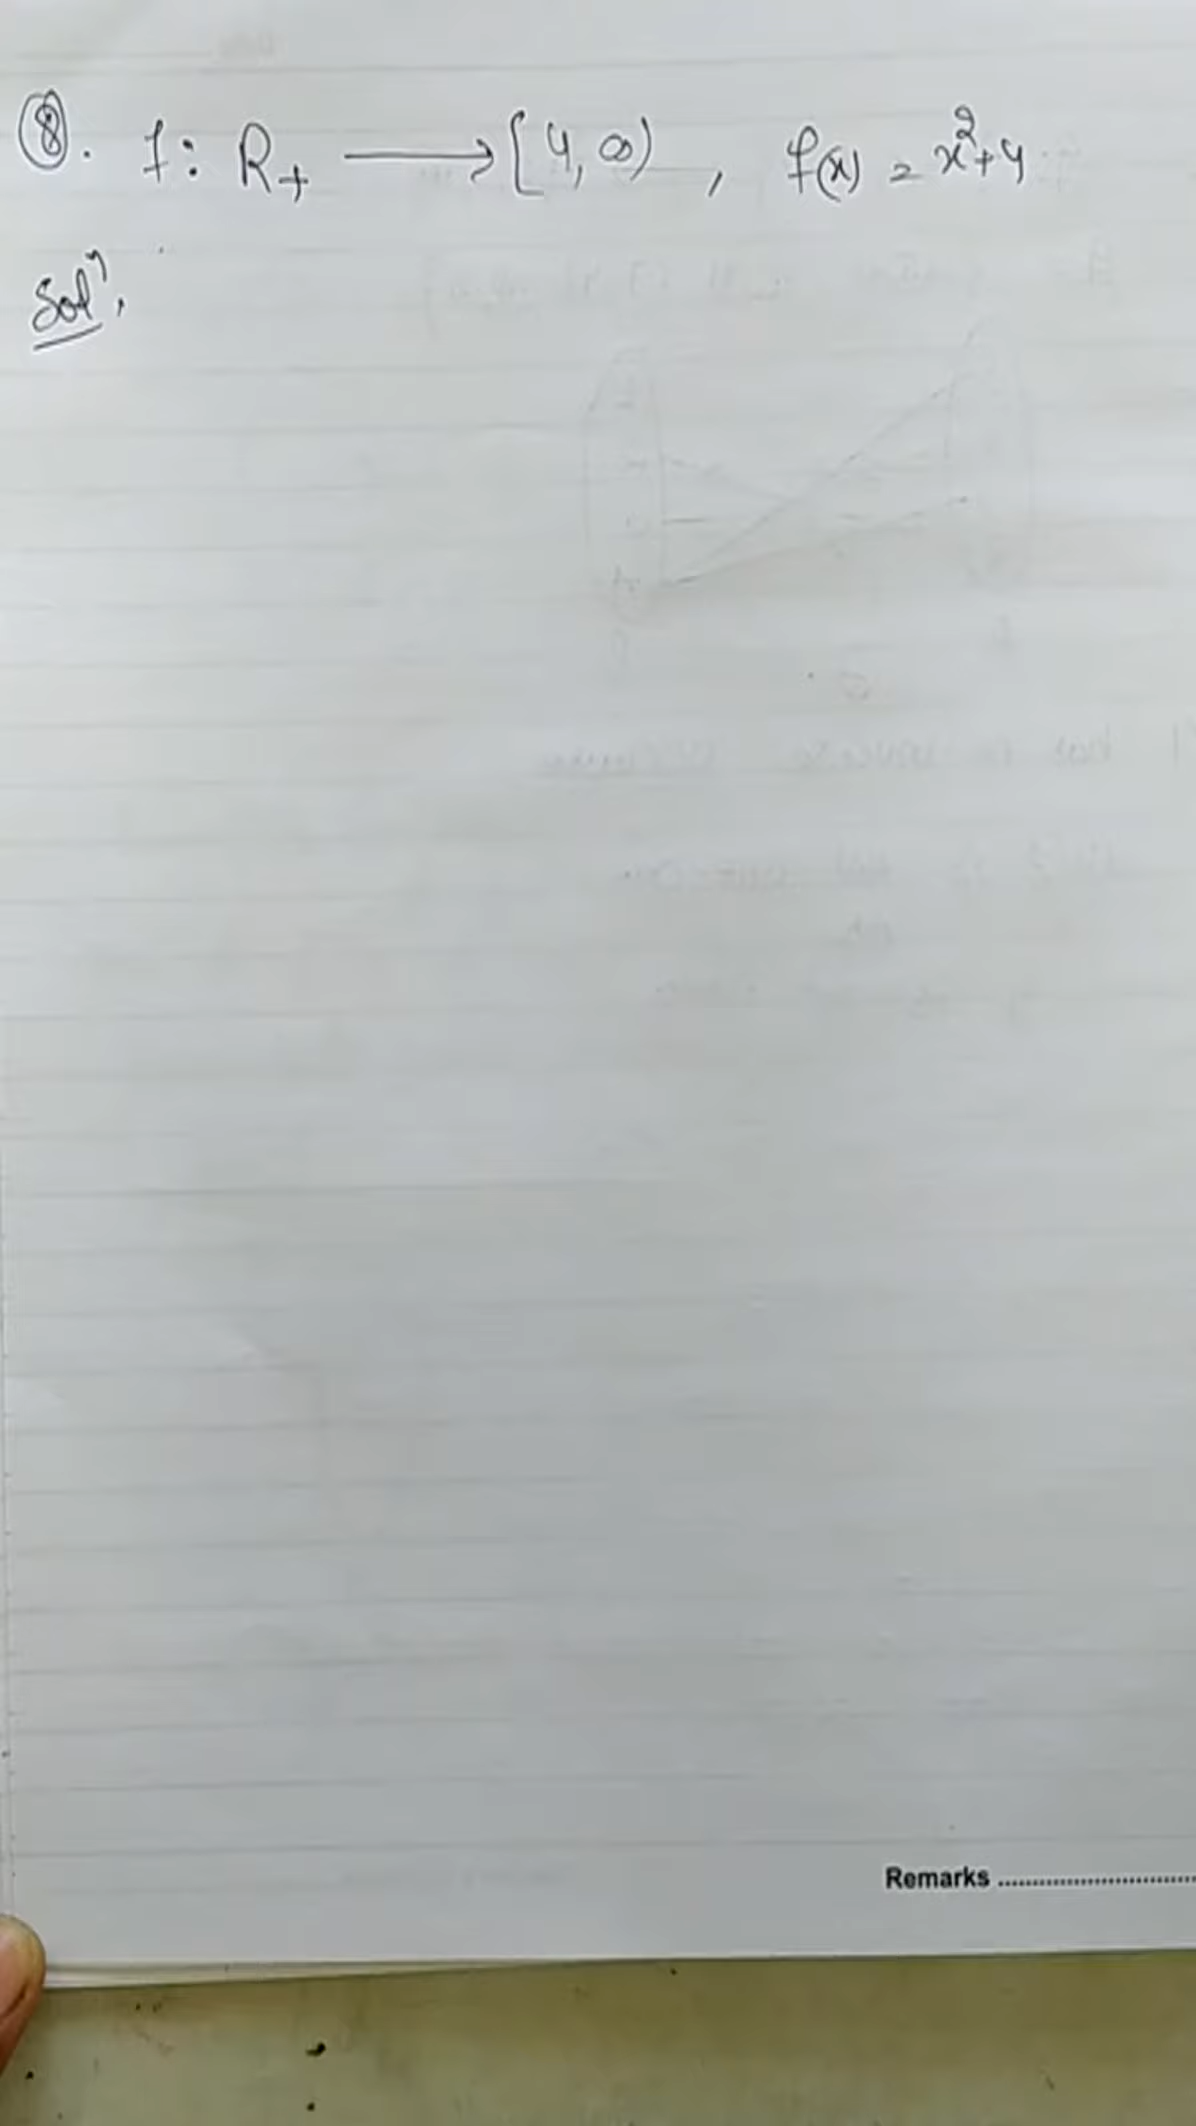 ⑧. f: R₊ ⟶ [4, ∞) , f(x) = x²+4
Solⁿ,
Remarks ................................